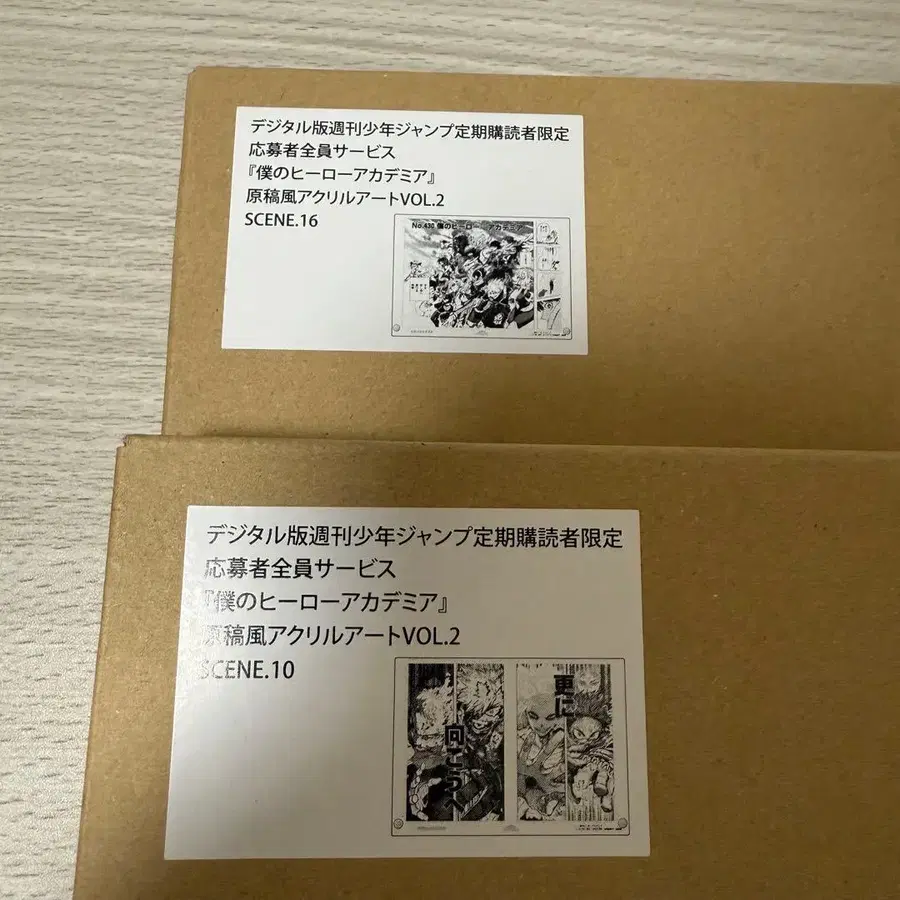 デジタル版週刊少年ジャンプ定期購読者限定
応募者全員サービス
『僕のヒーローアカデミア』
原稿風アクリルアートVOL.2
SCENE.16
No.430 僕のヒーローアカデミア
デジタル版週刊少年ジャンプ定期購読者限定
応募者全員サービス
『僕のヒーローアカデミア』
原稿風アクリルアートVOL.2
SCENE.10
更に
向こうへ